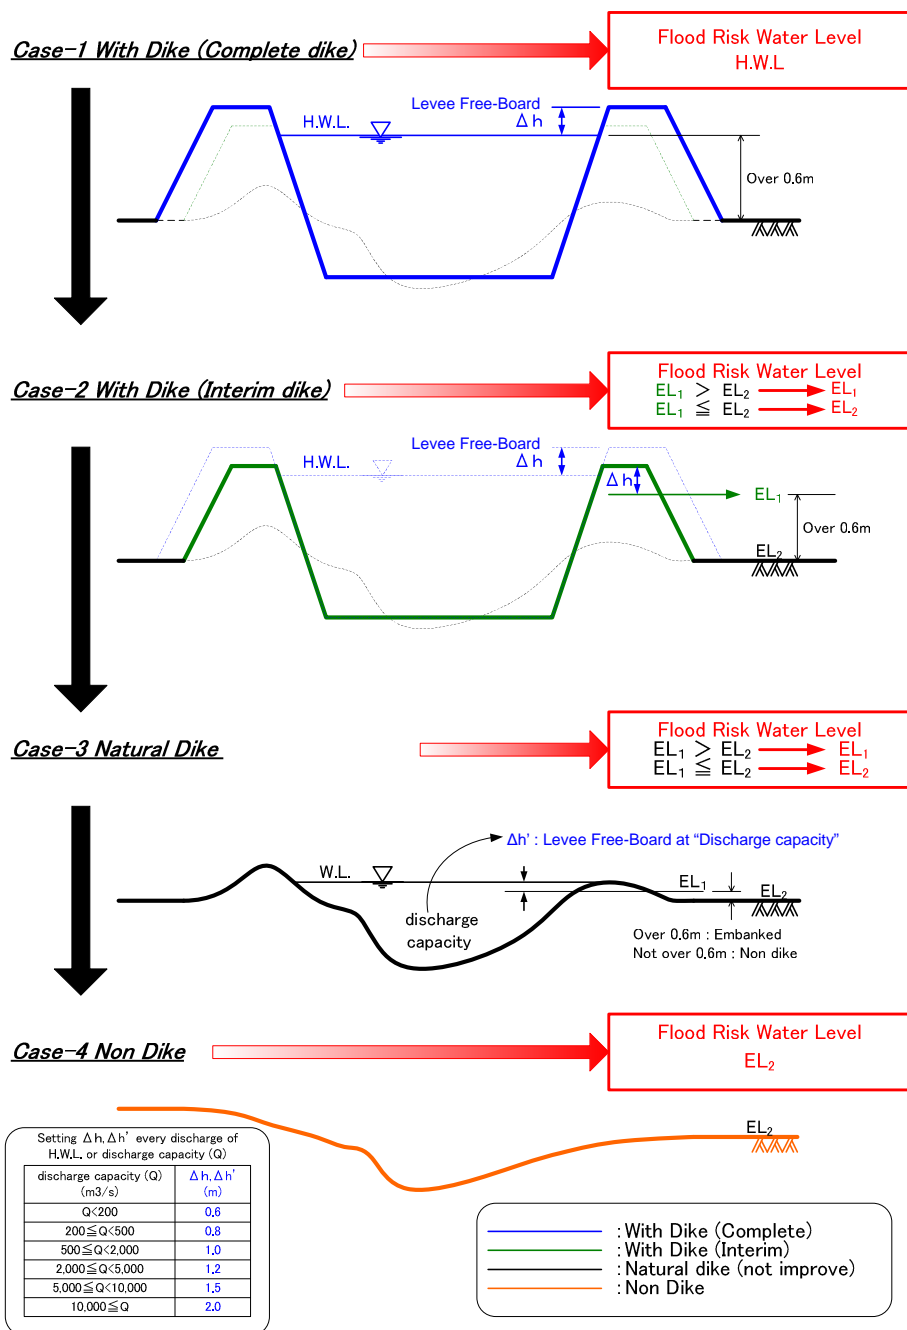 Case-1 With Dike (Complete dike)
Flood Risk Water Level
H.W.L
Levee Free-Board
Δh
H.W.L.
Over 0.6m
Case-2 With Dike (Interim dike)
Flood Risk Water Level
EL₁ > EL₂ EL₁
EL₁ ≦ EL₂ EL₂
Levee Free-Board
Δh
H.W.L.
Δh
EL₁
Over 0.6m
EL₂
Case-3 Natural Dike
Flood Risk Water Level
EL₁ > EL₂ EL₁
EL₁ ≦ EL₂ EL₂
Δh' : Levee Free-Board at “Discharge capacity”
W.L.
EL₁
EL₂
discharge
capacity
Over 0.6m : Embanked
Not over 0.6m : Non dike
Case-4 Non Dike
Flood Risk Water Level
EL₂
EL₂
Setting Δh, Δh' every discharge of
H.W.L. or discharge capacity (Q)
discharge capacity (Q) Δh, Δh'
(m3/s) (m)
Q<200 0.6
200≦Q<500 0.8
500≦Q<2,000 1.0
2,000≦Q<5,000 1.2
5,000≦Q<10,000 1.5
10,000≦Q 2.0
: With Dike (Complete)
: With Dike (Interim)
: Natural dike (not improve)
: Non Dike